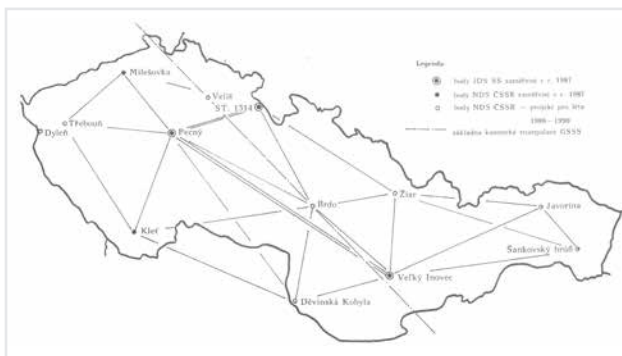 Legenda
body IDS SS zaměřené v r. 1987
body NDS ČSSR zaměřené v r. 1987
body NDS ČSSR – projekt pro léta
1988–1990
základna kosmické triangulace GSSS
Milešovka
Veliš
ST. 1314
Třeboun
Dyleň
Pecný
Kleť
Brdo
Žiar
Javorina
Šankovský hrúň
Veľký Inovec
Děvínská Kobyla